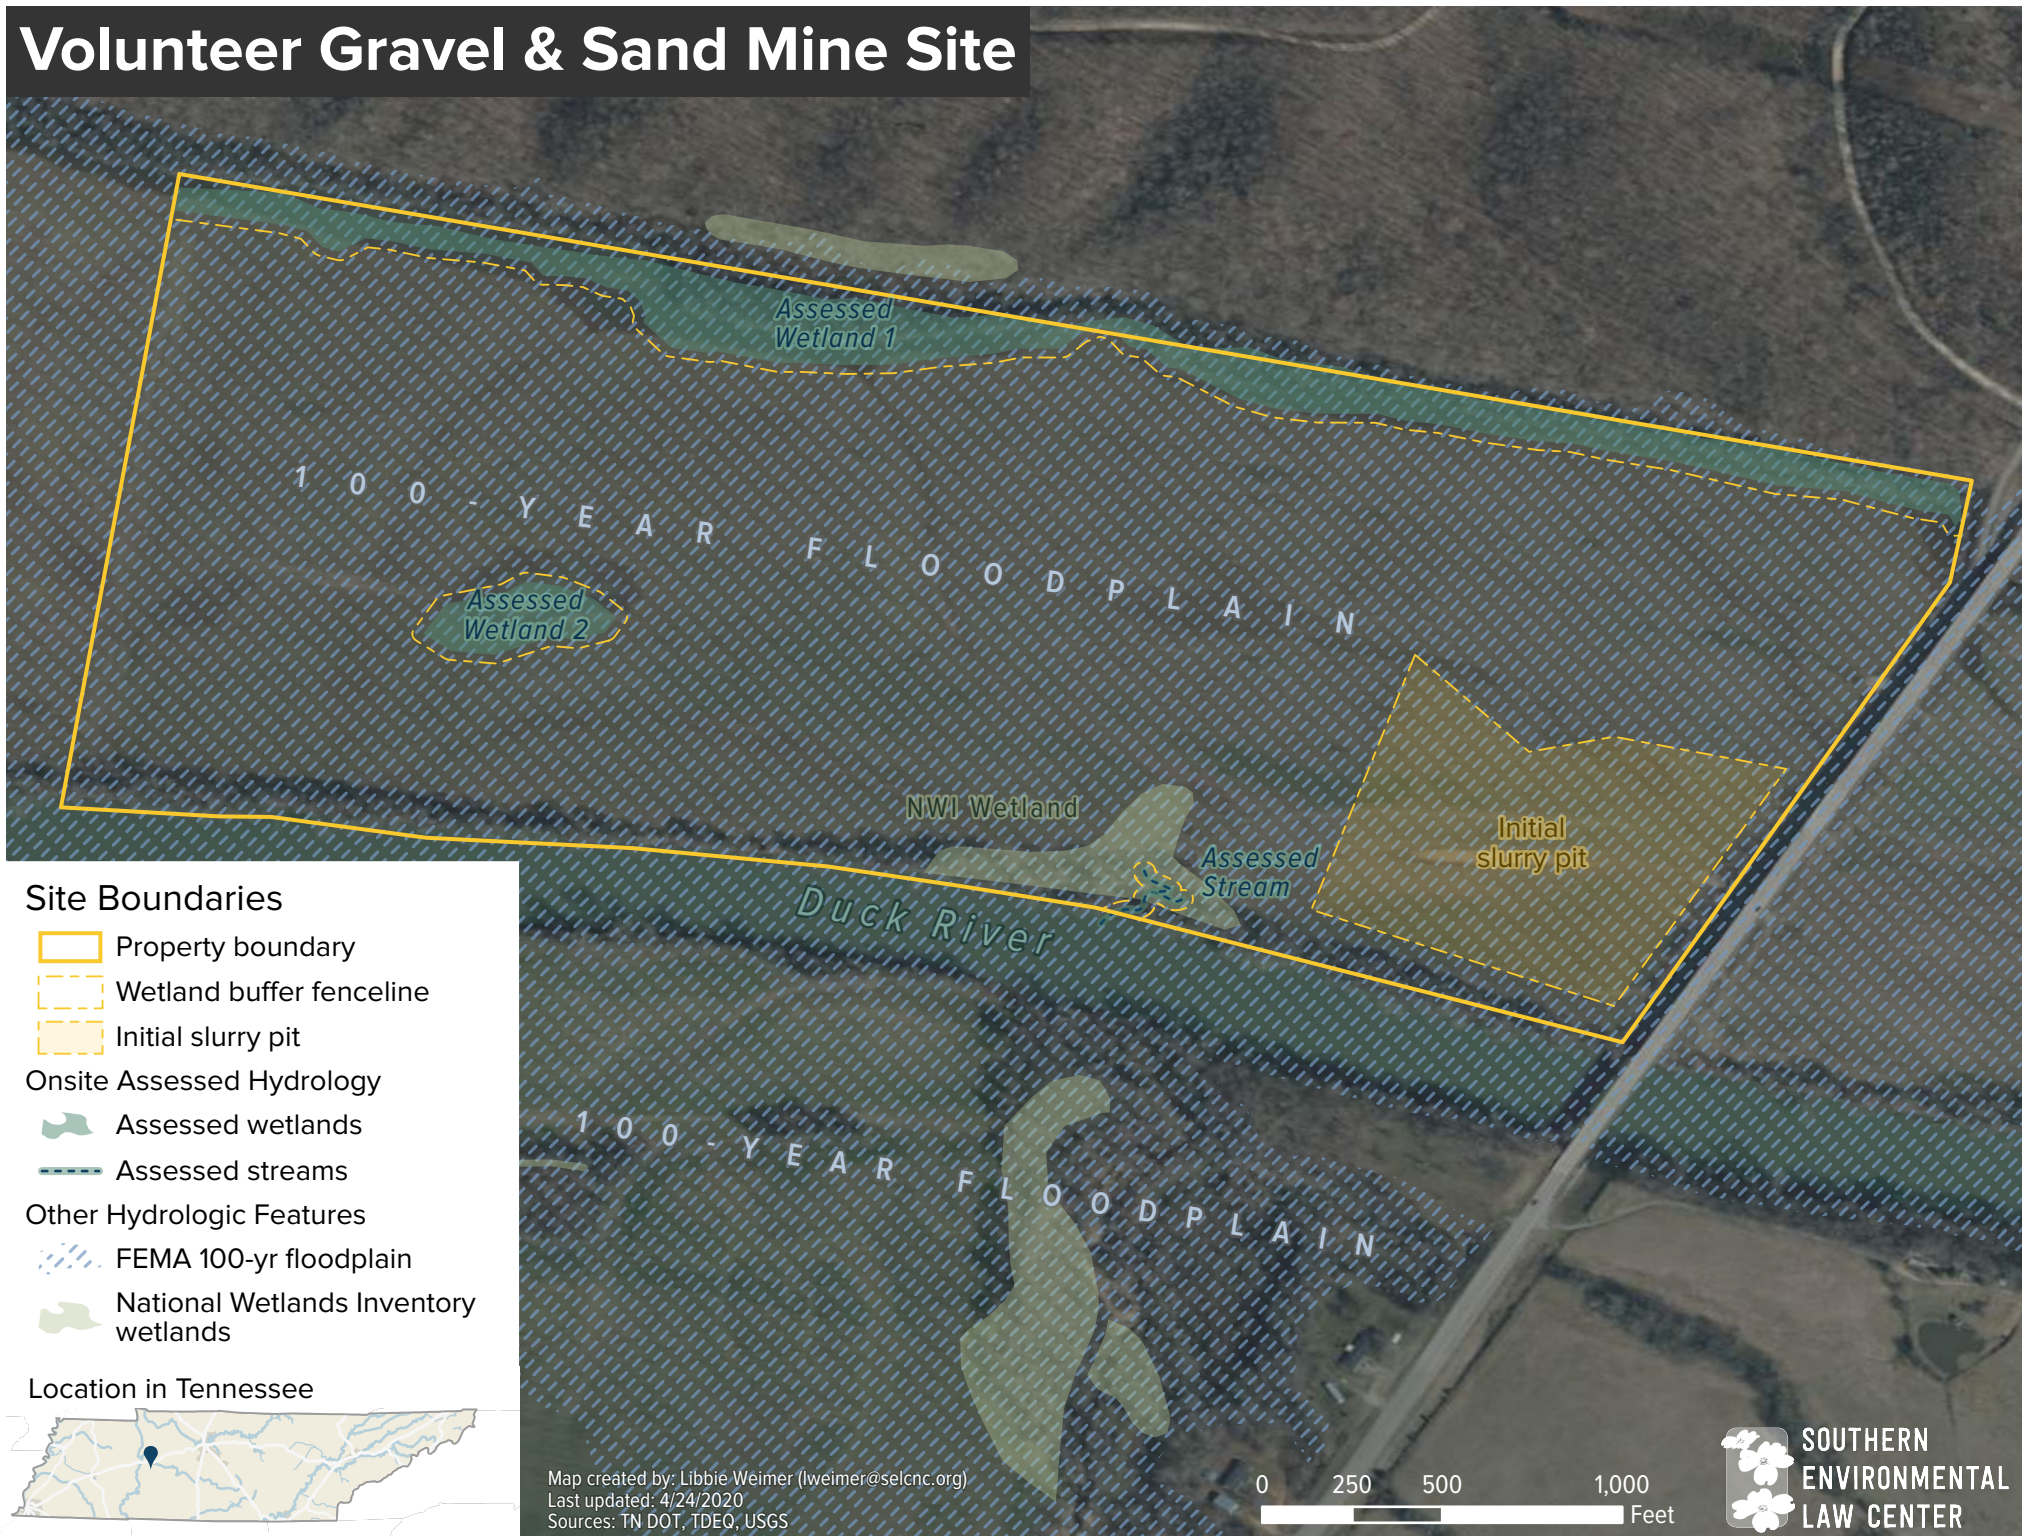 Volunteer Gravel & Sand Mine Site
Assessed
Wetland 1
100-YEAR FLOODPLAIN
Assessed
Wetland 2
NWI Wetland
Assessed
Stream
Initial
slurry pit
Duck River
100-YEAR FLOODPLAIN
Site Boundaries
Property boundary
Wetland buffer fenceline
Initial slurry pit
Onsite Assessed Hydrology
Assessed wetlands
Assessed streams
Other Hydrologic Features
FEMA 100-yr floodplain
National Wetlands Inventory
wetlands
Location in Tennessee
Map created by: Libbie Weimer (lweimer@selcnc.org)
Last updated: 4/24/2020
Sources: TN DOT, TDEQ, USGS
0 250 500 1,000
Feet
SOUTHERN
ENVIRONMENTAL
LAW CENTER